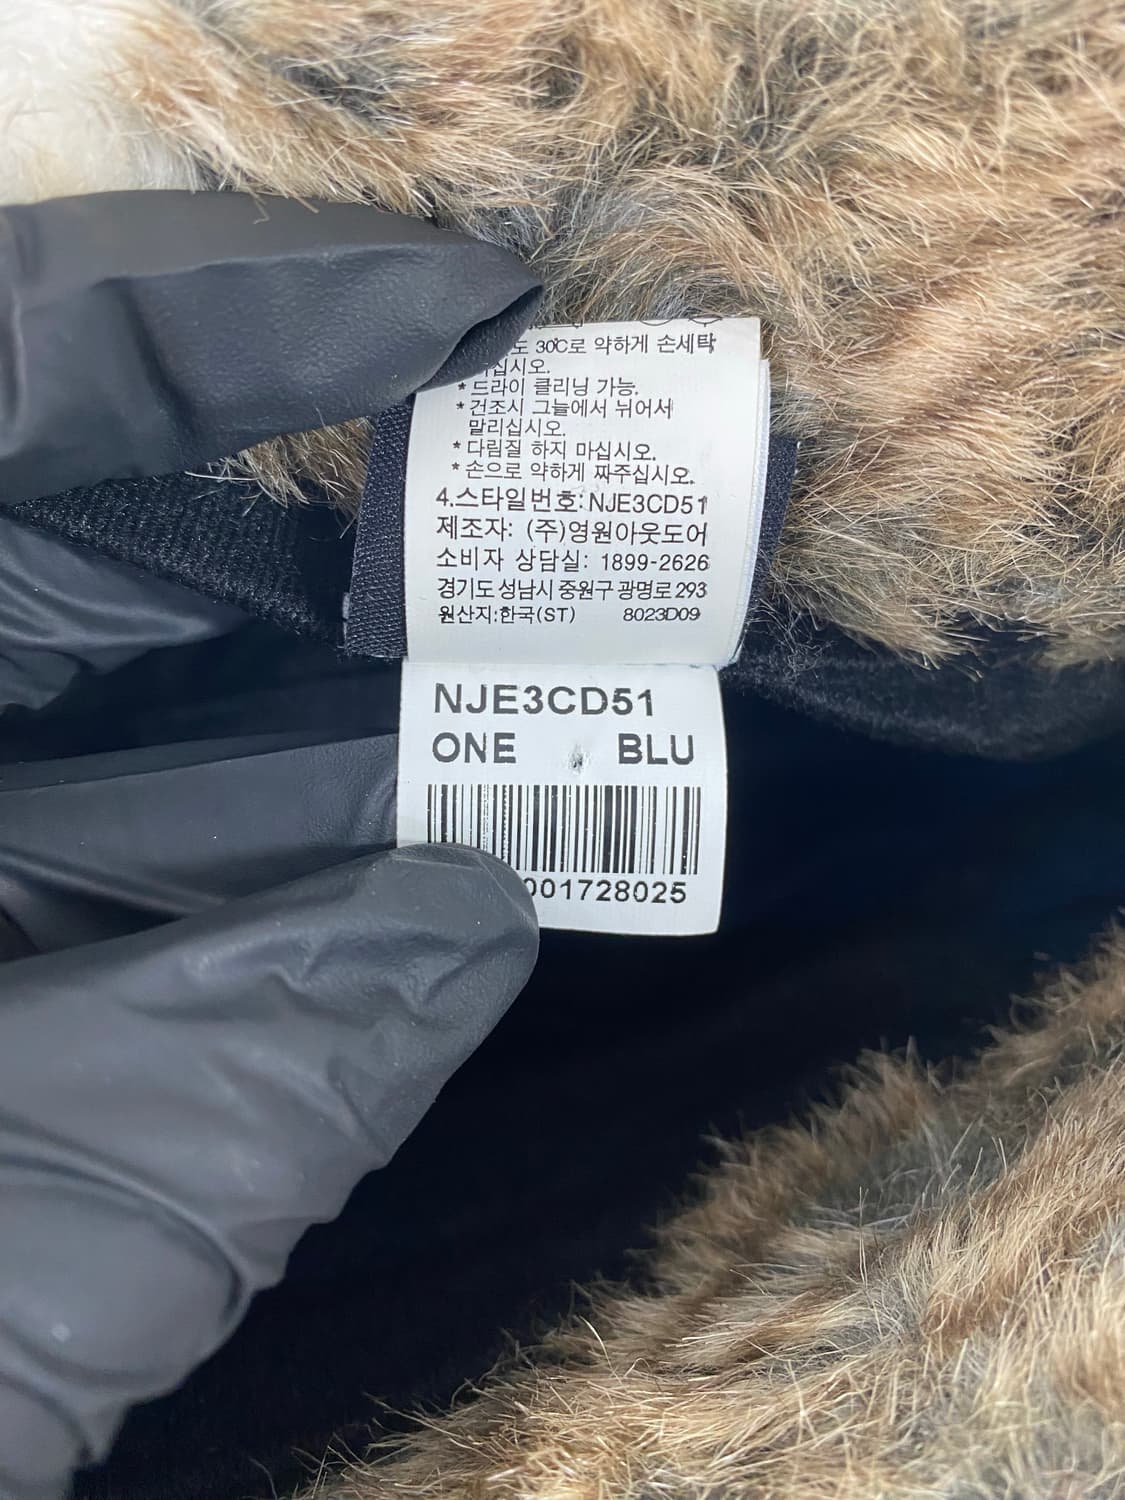 도 30℃로 약하게 손세탁
하십시오.
* 드라이 클리닝 가능.
* 건조시 그늘에서 뉘어서
말리십시오.
* 다림질 하지 마십시오.
* 손으로 약하게 짜주십시오.
4.스타일번호: NJE3CD51
제조자: (주)영원아웃도어
소비자 상담실: 1899-2626
경기도 성남시 중원구 광명로 293
원산지:한국(ST) 8023D09
NJE3CD51
ONE BLU
001728025